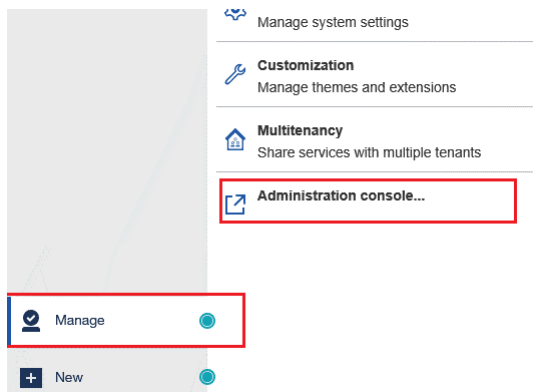 Manage system settings
Customization
Manage themes and extensions
Multitenancy
Share services with multiple tenants
Administration console...
Manage
New